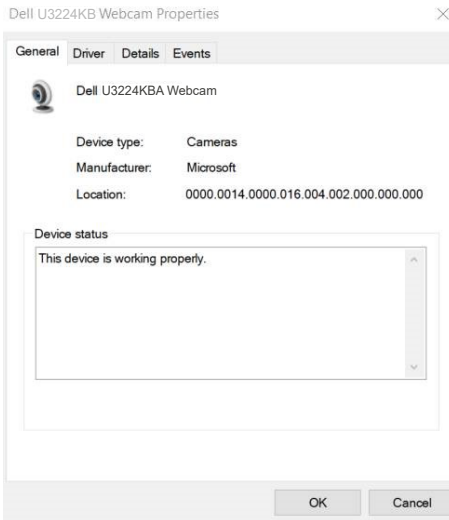 Dell U3224KB Webcam Properties
General Driver Details Events
Dell U3224KBA Webcam
Device type: Cameras
Manufacturer: Microsoft
Location: 0000.0014.0000.016.004.002.000.000.000
Device status
This device is working properly.
OK Cancel